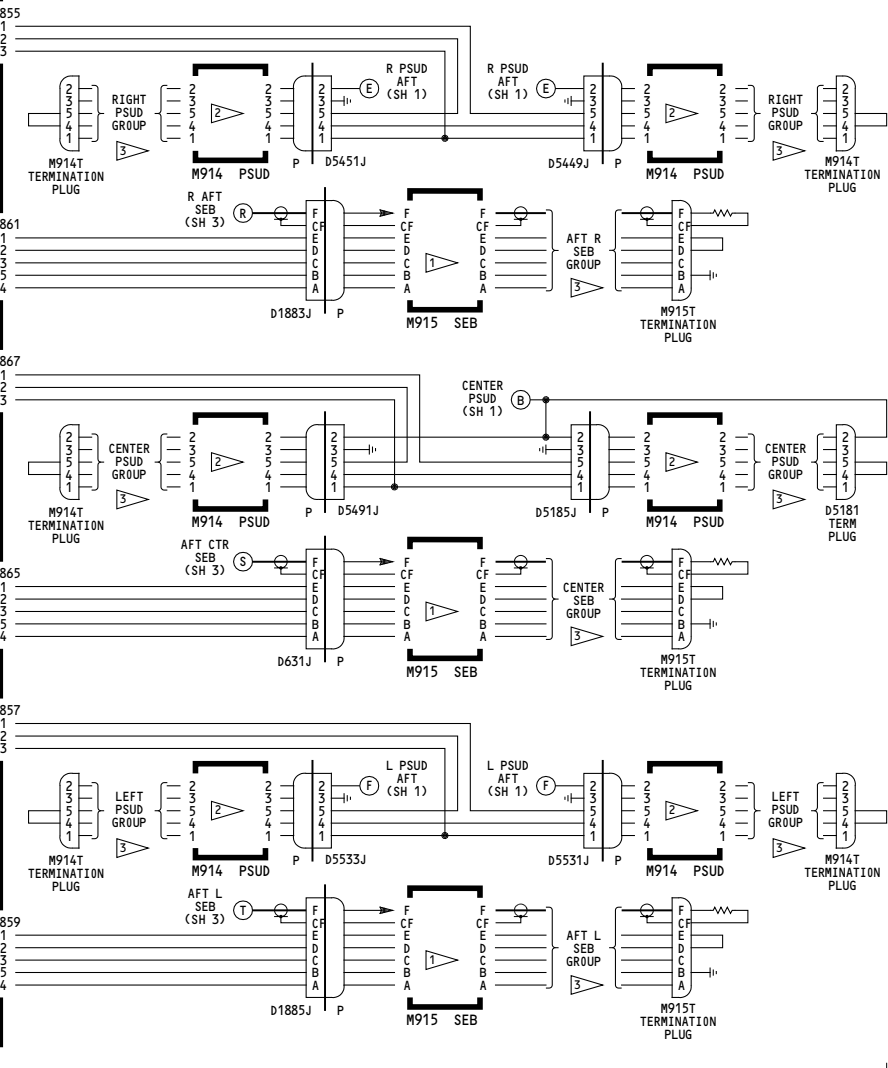 855
1
2
3
R PSUD
AFT
(SH 1)
E
R PSUD
AFT
(SH 1)
E
2
3
5
4
1
RIGHT
PSUD
GROUP
3
2
3
5
4
1
2
2
3
5
4
1
2
3
5
4
1
2
3
5
4
1
2
3
5
4
1
2
2
3
5
4
1
RIGHT
PSUD
GROUP
3
2
3
5
4
1
M914T
TERMINATION
PLUG
M914 PSUD
P D5451J
D5449J P
M914 PSUD
M914T
TERMINATION
PLUG
R AFT
SEB
(SH 3)
R
861
1
2
3
5
4
F
CF
E
D
C
B
A
F
CF
E
D
C
B
A
1
F
CF
E
D
C
B
A
AFT R
SEB
GROUP
3
F
CF
E
D
C
B
A
D1883J P
M915 SEB
M915T
TERMINATION
PLUG
867
1
2
3
CENTER
PSUD
(SH 1)
B
2
3
5
4
1
CENTER
PSUD
GROUP
3
2
3
5
4
1
2
2
3
5
4
1
2
3
5
4
1
2
3
5
4
1
2
3
5
4
1
2
2
3
5
4
1
CENTER
PSUD
GROUP
3
2
3
5
4
1
M914T
TERMINATION
PLUG
M914 PSUD
P D5491J
D5185J P
M914 PSUD
D5181
TERM
PLUG
AFT CTR
SEB
(SH 3)
S
865
1
2
3
5
4
F
CF
E
D
C
B
A
F
CF
E
D
C
B
A
1
F
CF
E
D
C
B
A
CENTER
SEB
GROUP
3
F
CF
E
D
C
B
A
D631J P
M915 SEB
M915T
TERMINATION
PLUG
857
1
2
3
L PSUD
AFT
(SH 1)
F
L PSUD
AFT
(SH 1)
F
2
3
5
4
1
LEFT
PSUD
GROUP
3
2
3
5
4
1
2
2
3
5
4
1
2
3
5
4
1
2
3
5
4
1
2
3
5
4
1
2
2
3
5
4
1
LEFT
PSUD
GROUP
3
2
3
5
4
1
M914T
TERMINATION
PLUG
M914 PSUD
P D5533J
D5531J P
M914 PSUD
M914T
TERMINATION
PLUG
AFT L
SEB
(SH 3)
T
859
1
2
3
5
4
F
CF
E
D
C
B
A
F
CF
E
D
C
B
A
1
F
CF
E
D
C
B
A
AFT L
SEB
GROUP
3
F
CF
E
D
C
B
A
D1885J P
M915 SEB
M915T
TERMINATION
PLUG